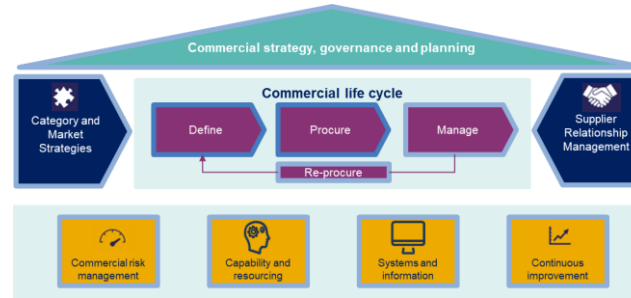 Commercial strategy, governance and planning
Category and
Market
Strategies
Commercial life cycle
Define
Procure
Manage
Re-procure
Supplier
Relationship
Management
Commercial risk
management
Capability and
resourcing
Systems and
information
Continuous
improvement